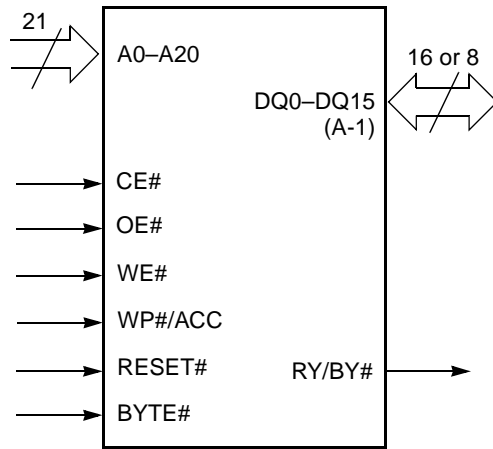 21
A0–A20
16 or 8
DQ0–DQ15
(A-1)
CE#
OE#
WE#
WP#/ACC
RESET#
RY/BY#
BYTE#